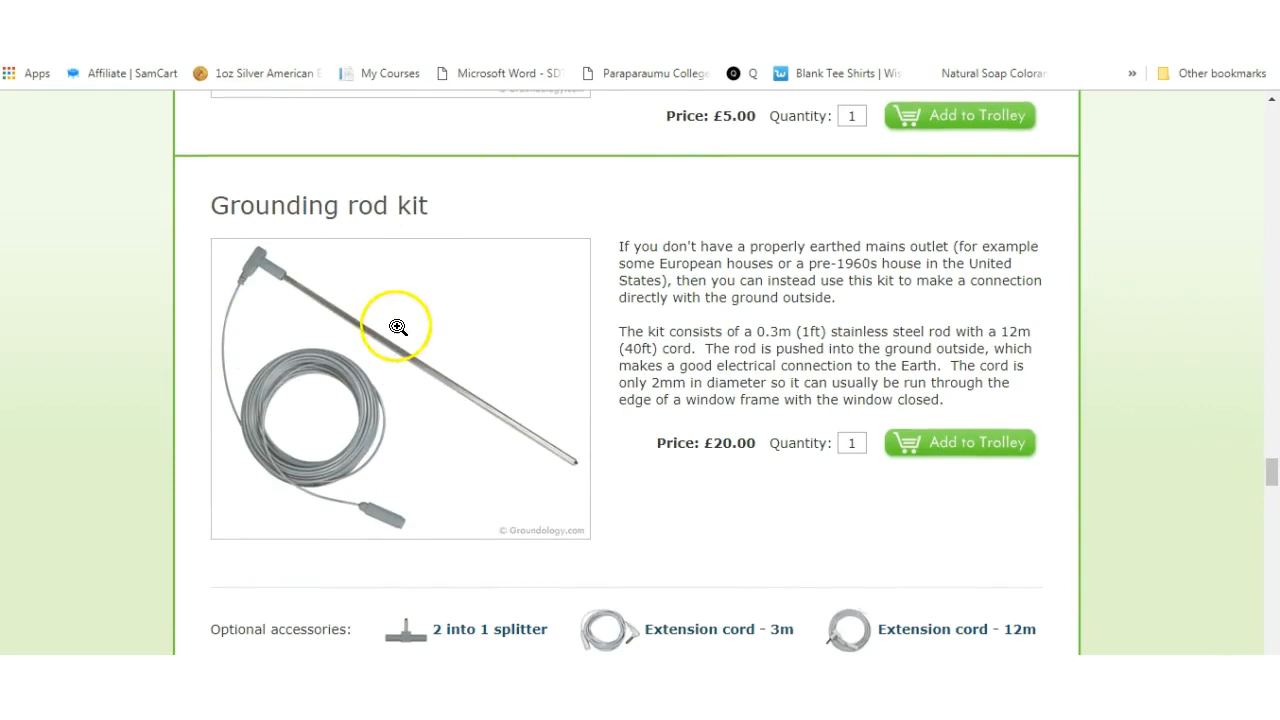 Apps
Affiliate | SamCart
1oz Silver American
My Courses
Microsoft Word - SD
Paraparaumu College
Q
Blank Tee Shirts | Wis
Natural Soap Coloran
»
Other bookmarks
© Groundology.com
Price: £5.00 Quantity: 1 Add to Trolley
Grounding rod kit
If you don't have a properly earthed mains outlet (for example
some European houses or a pre-1960s house in the United
States), then you can instead use this kit to make a connection
directly with the ground outside.
The kit consists of a 0.3m (1ft) stainless steel rod with a 12m
(40ft) cord. The rod is pushed into the ground outside, which
makes a good electrical connection to the Earth. The cord is
only 2mm in diameter so it can usually be run through the
edge of a window frame with the window closed.
Price: £20.00 Quantity: 1 Add to Trolley
© Groundology.com
Optional accessories: 2 into 1 splitter Extension cord - 3m Extension cord - 12m